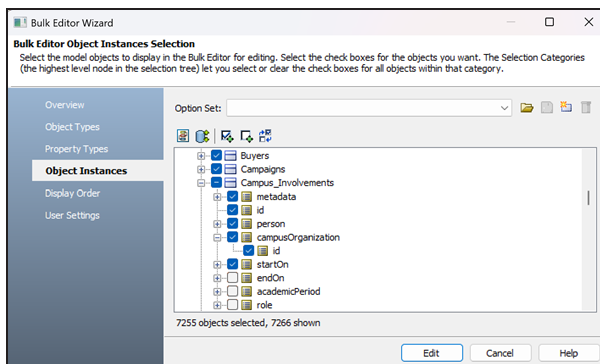 Bulk Editor Wizard
Bulk Editor Object Instances Selection
Select the model objects to display in the Bulk Editor for editing. Select the check boxes for the objects you want. The Selection Categories
(the highest level node in the selection tree) let you select or clear the check boxes for all objects within that category.
Overview
Object Types
Property Types
Object Instances
Display Order
User Settings
Option Set:
Buyers
Campaigns
Campus_Involvements
metadata
id
person
campusOrganization
id
startOn
endOn
academicPeriod
role
7255 objects selected, 7266 shown
Edit
Cancel
Help